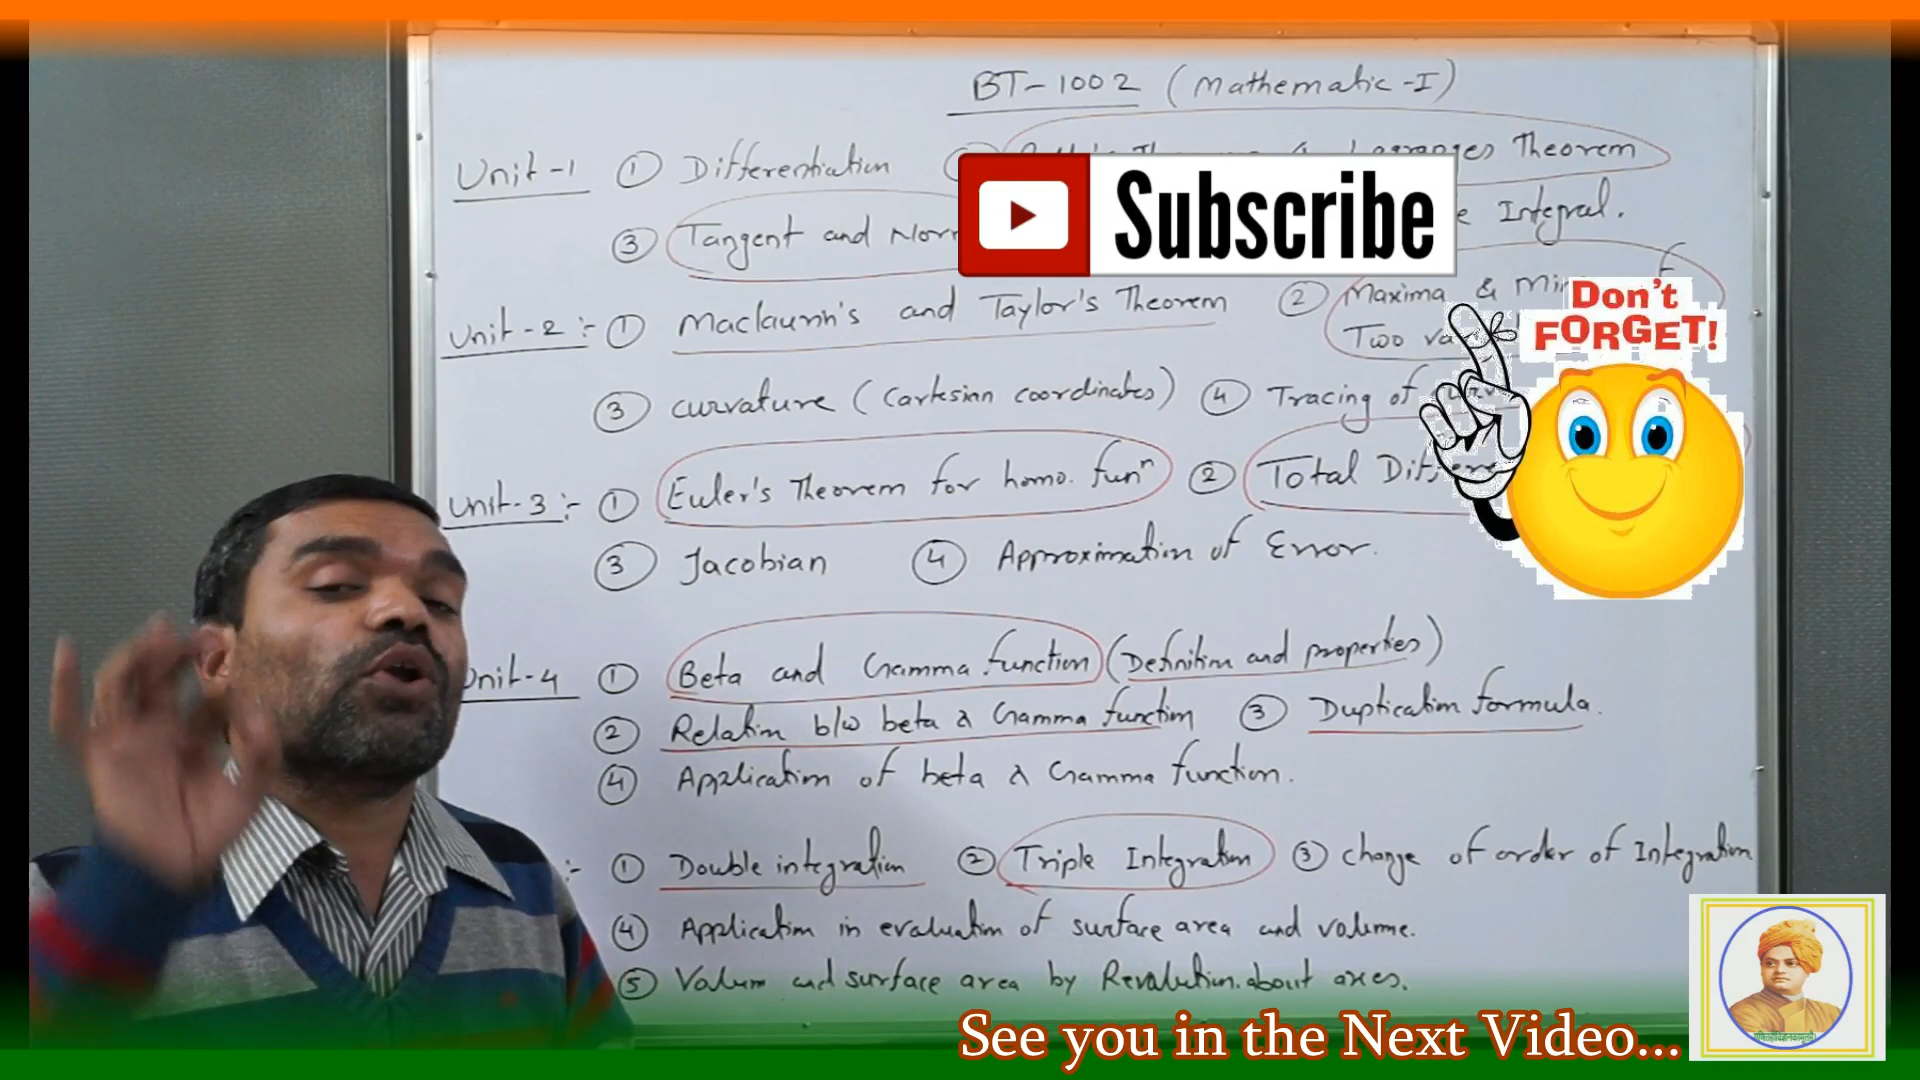 BT-1002 (Mathematic-I)
Unit-1 ① Differentiation Theorem
③ Tangent and Integral.
Unit-2 :- ① Maclaurin's and Taylor's Theorem ② Maxima &
Two
③ curvature (Cartesian coordinates) ④ Tracing of
Unit-3 :- ① Euler's Theorem for homo. funⁿ ② Total
③ Jacobian ④ Approximation of Error.
Unit-4 ① Beta and Gamma function (Definition and properties)
② Relation b/w beta & Gamma function ③ Duplication formula.
④ Application of beta & Gamma function.
:- ① Double integration ② Triple Integration ③ change of order of Integration
④ Application in evaluation of surface area and volume.
⑤ Volum and surface area by Revolution about axes.
Subscribe
Don't
FORGET!
See you in the Next Video...